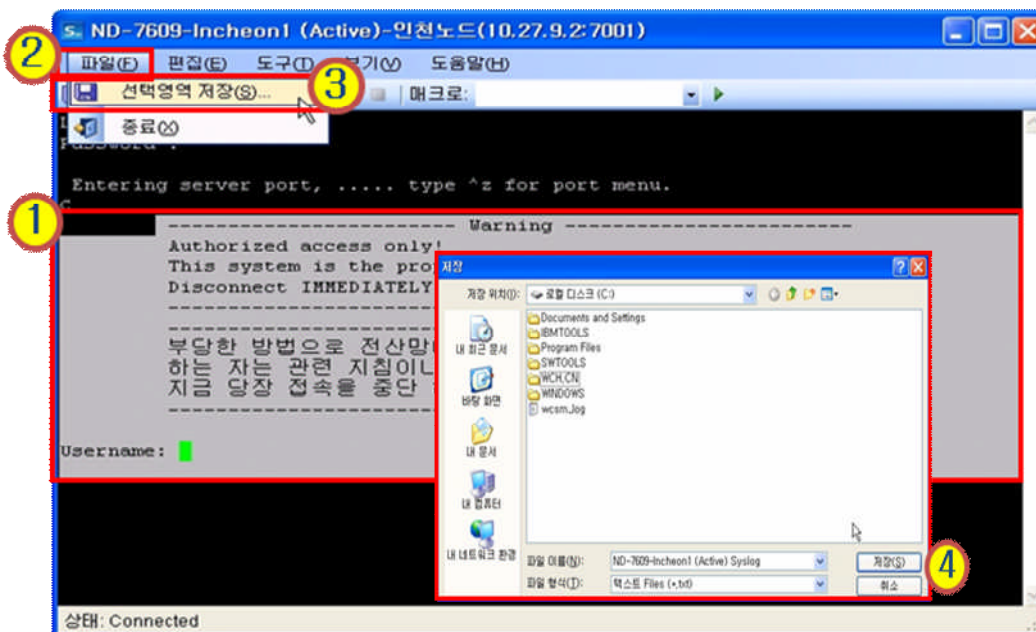 ND-7609-Incheon1 (Active)-인천노드(10.27.9.2:7001)
2
파일(F) 편집(E) 도구(T) 보기(V) 도움말(H)
선택영역 저장(S)...
3
매크로:
종료(X)
Password :
Entering server port, ..... type ^z for port menu.
1
---------------------- Warning ----------------------
Authorized access only!
This system is the
Disconnect IMMEDIATELY
부당한 방법으로
하는 자는 관련
지금 당장 접속을 중단
Username:
저장
저장 위치(I): 로컬 디스크 (C:)
내 최근 문서
바탕 화면
내 문서
내 컴퓨터
내 네트워크 환경
Documents and Settings
IBMTOOLS
Program Files
SWTOOLS
WCH.CN
WINDOWS
wcsm.log
파일 이름(N): ND-7609-Incheon1 (Active) Syslog
저장(S)
파일 형식(T): 텍스트 Files (*.txt)
취소
4
상태: Connected